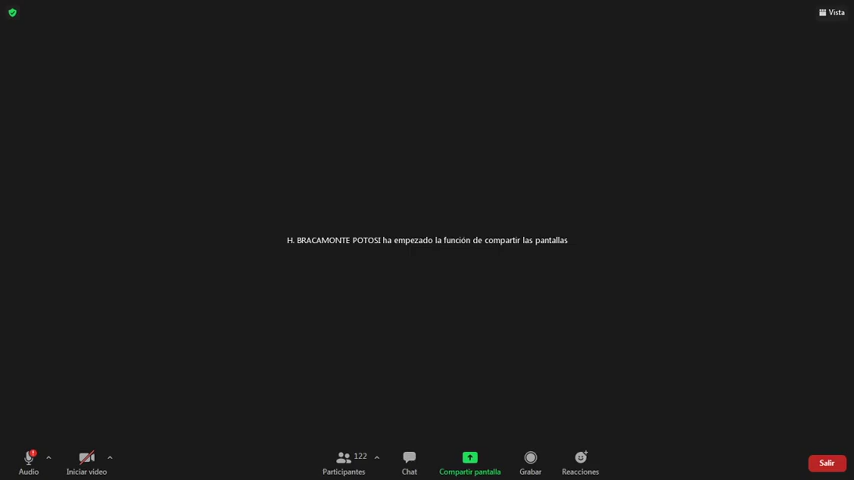 Vista
H. BRACAMONTE POTOSI ha empezado la función de compartir las pantallas
Audio
Iniciar video
122
Participantes
Chat
Compartir pantalla
Grabar
Reacciones
Salir